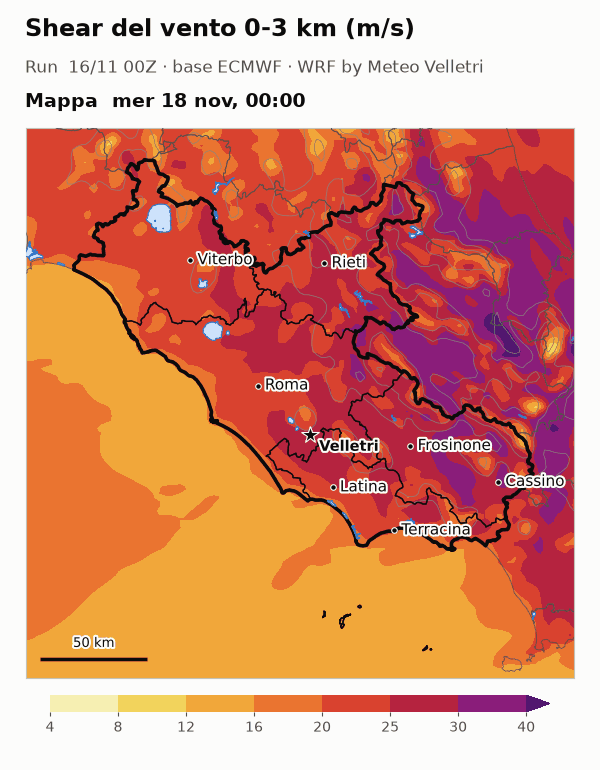 Shear del vento 0-3 km (m/s)
Run 16/11 00Z · base ECMWF · WRF by Meteo Velletri
Mappa mer 18 nov, 00:00
Viterbo
Rieti
Roma
Velletri
Frosinone
Cassino
Latina
Terracina
50 km
4 8 12 16 20 25 30 40